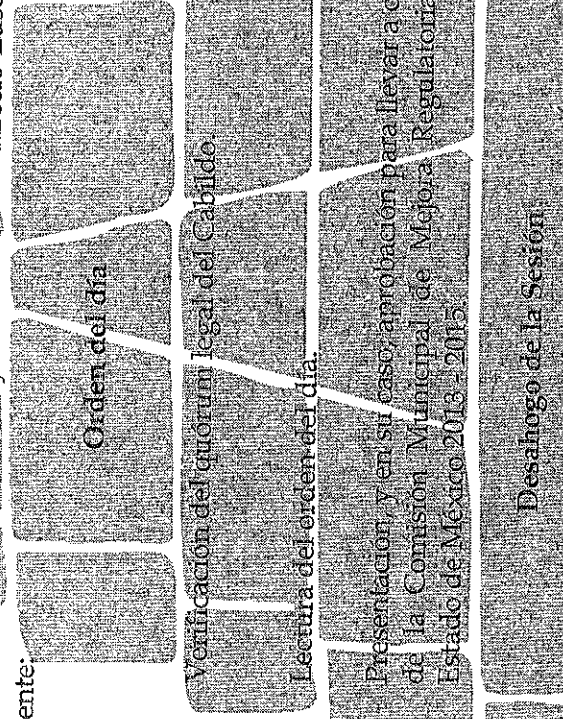 ente:
Orden del día
Verificación del quórum legal del Cabildo.
Lectura del orden del día.
Presentación, y en su caso, aprobación para llevar a
de la Comisión Municipal de Mejora Regulatoria
Estado de México 2013 - 2015.
Desahogo de la Sesión